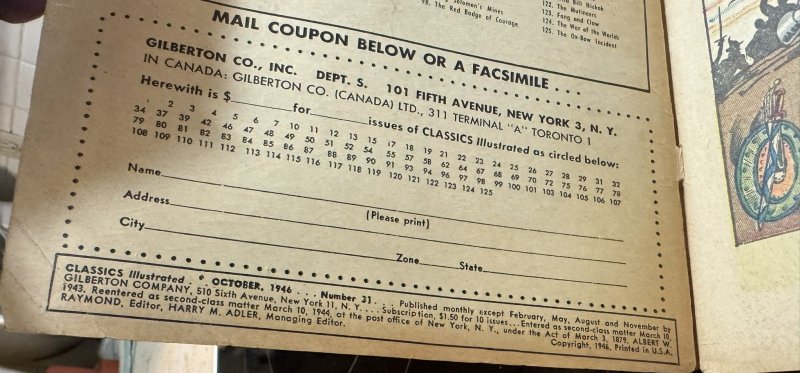 Solomon's Mines
98. The Red Badge of Courage
Bill Hickok
122. The Mutineers
123. Fang and Claw
124. The War of the Worlds
125. The Ox-Bow Incident
MAIL COUPON BELOW OR A FACSIMILE . . .
GILBERTON CO., INC. DEPT. S. 101 FIFTH AVENUE, NEW YORK 3, N. Y.
IN CANADA: GILBERTON CO. (CANADA) LTD., 311 TERMINAL "A" TORONTO 1
Herewith is $ for issues of CLASSICS Illustrated as circled below:
1 2 3 4 5 6 7 10 11 12 13 15 17 18 19 21 22 23 24 25 26 27 28 29 31 32
34 37 39 42 46 47 48 49 50 51 52 54 55 57 58 62 64 67 68 69 70 72 75 76 77 78
79 80 81 82 83 84 85 86 87 88 89 90 91 93 94 96 97 98 99 100 101 103 104 105 106 107
108 109 110 111 112 113 114 115 116 117 118 119 120 121 122 123 124 125
Name
(Please print)
Address
City Zone State
CLASSICS Illustrated • OCTOBER, 1946 . . . Number 31 . . . Published monthly except February, May, August and November by
GILBERTON COMPANY, 510 Sixth Avenue, New York 11, N. Y. . . . Subscription, $1.50 for 10 issues . . . Entered as second-class matter March 10,
1943. Reentered as second-class matter March 10, 1944, at the post office of New York, N. Y., under the Act of March 3, 1879. ALBERT W.
RAYMOND, Editor, HARRY M. ADLER, Managing Editor. Copyright, 1946. Printed in U.S.A.